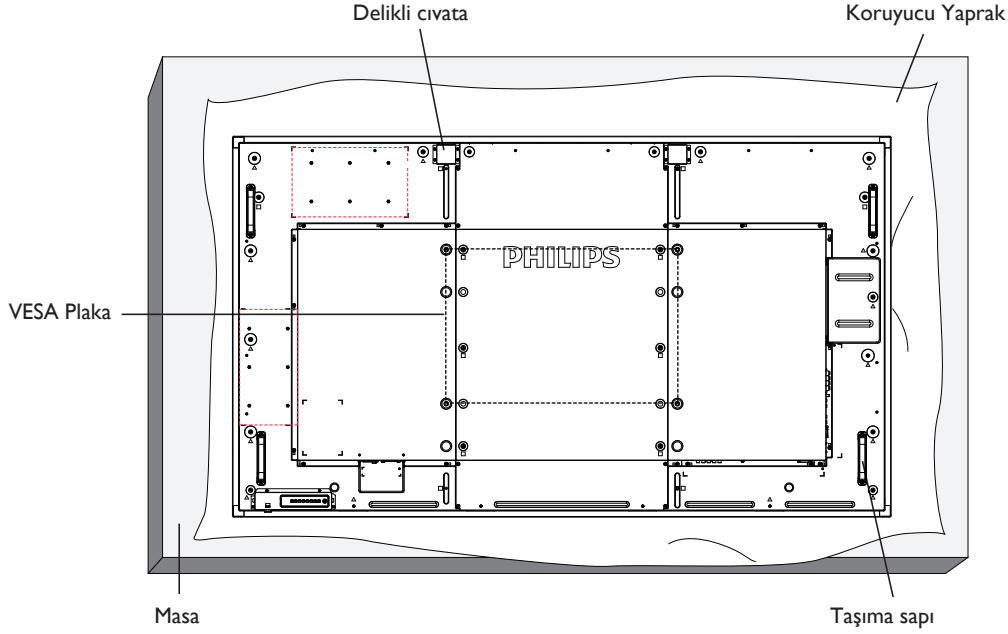 Delikli cıvata
Koruyucu Yaprak
PHILIPS
VESA Plaka
Masa
Taşıma sapı